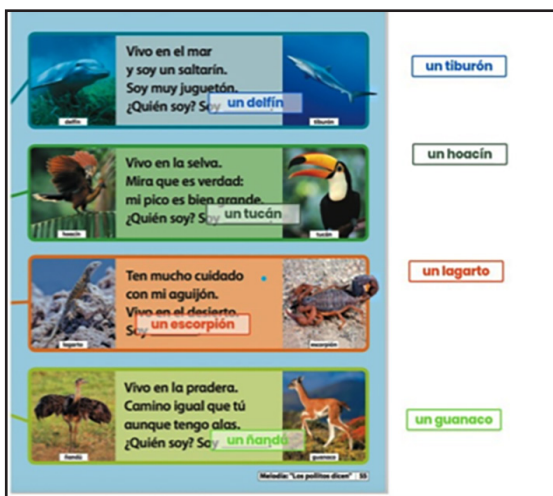 Vivo en el mar
y soy un saltarín.
Soy muy juguetón.
¿Quién soy? Soy un delfín
delfín
tiburón
un tiburón
Vivo en la selva.
Mira que es verdad:
mi pico es bien grande.
¿Quién soy? Soy un tucán
hoacín
tucán
un hoacín
Ten mucho cuidado
con mi aguijón.
Vivo en el desierto.
un escorpión
lagarto
escorpión
un lagarto
Vivo en la pradera.
Camino igual que tú
aunque tengo alas.
¿Quién soy? Soy un ñandú
ñandú
guanaco
un guanaco
Melodía: "Los pollitos dicen" 55